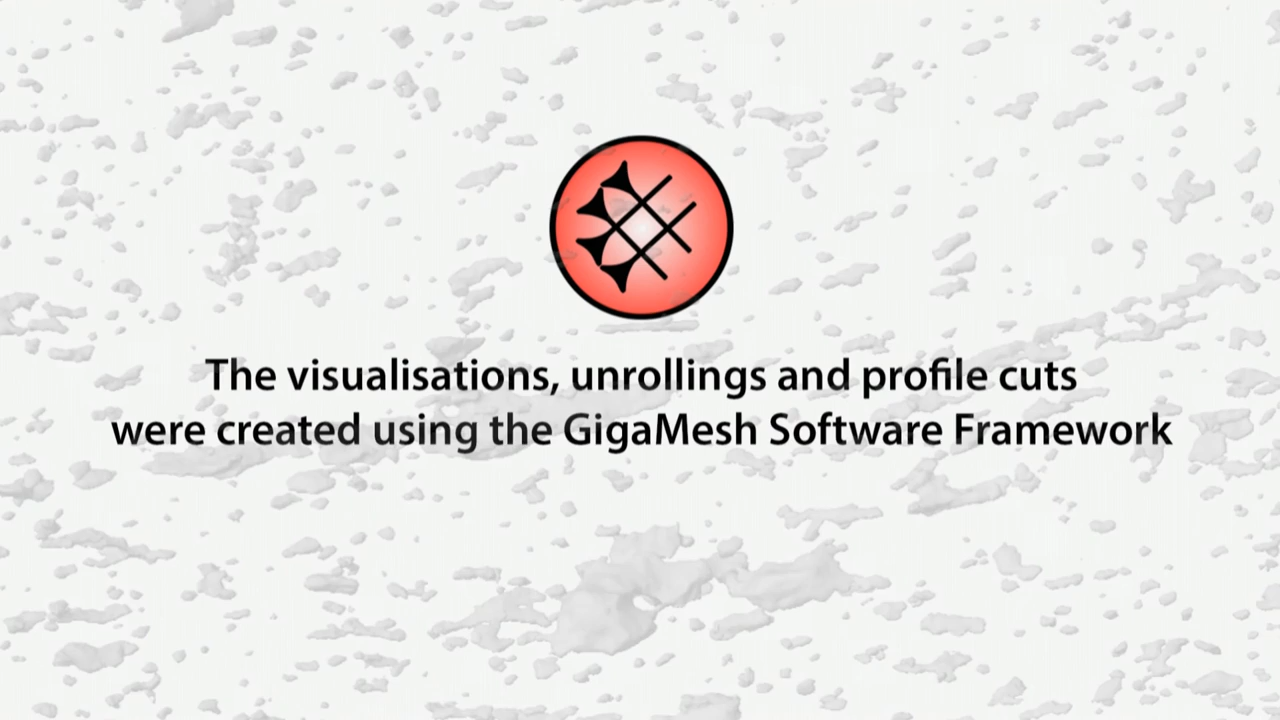 The visualisations, unrollings and profile cuts
were created using the GigaMesh Software Framework